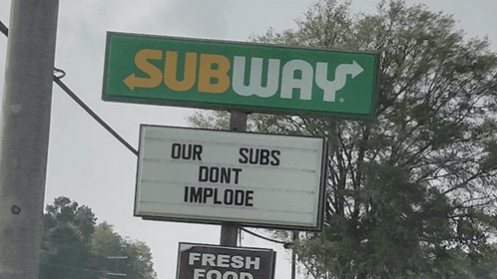 SUBWAY
OUR SUBS
DONT
IMPLODE
FRESH
FOOD